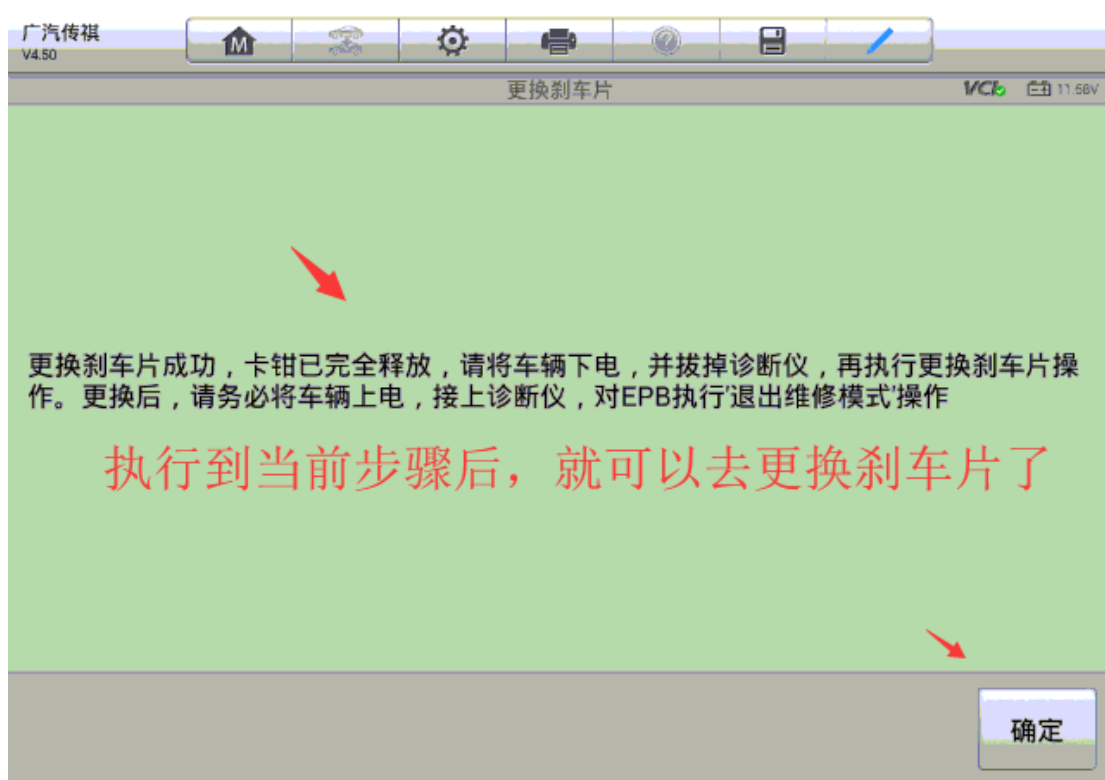 广汽传祺
V4.50
M
更换刹车片
VCI
11.58V
更换刹车片成功，卡钳已完全释放，请将车辆下电，并拔掉诊断仪，再执行更换刹车片操
作。更换后，请务必将车辆上电，接上诊断仪，对EPB执行'退出维修模式'操作
执行到当前步骤后，就可以去更换刹车片了
确定